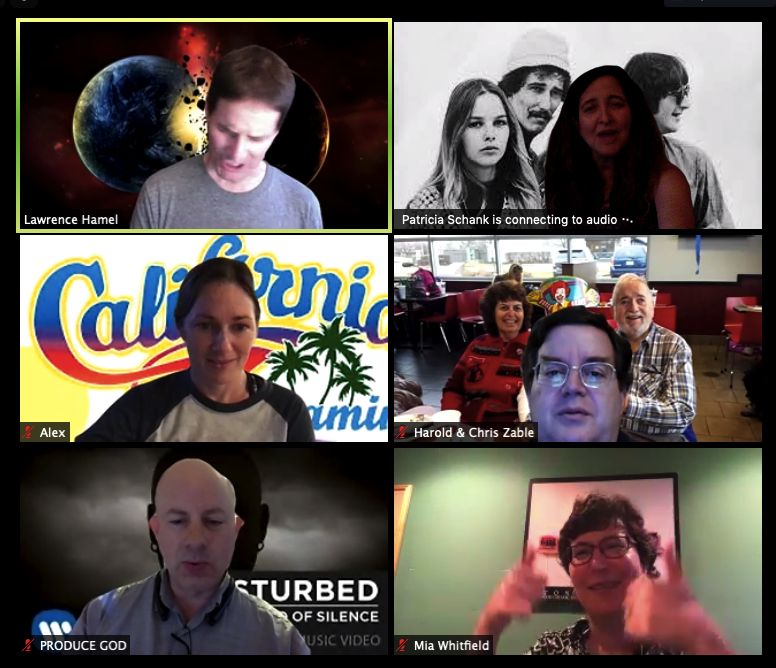 Lawrence Hamel
Patricia Schank is connecting to audio ...
California
amin
Alex
Harold & Chris Zable
STURBED
OF SILENCE
MUSIC VIDEO
PRODUCE GOD
Mia Whitfield